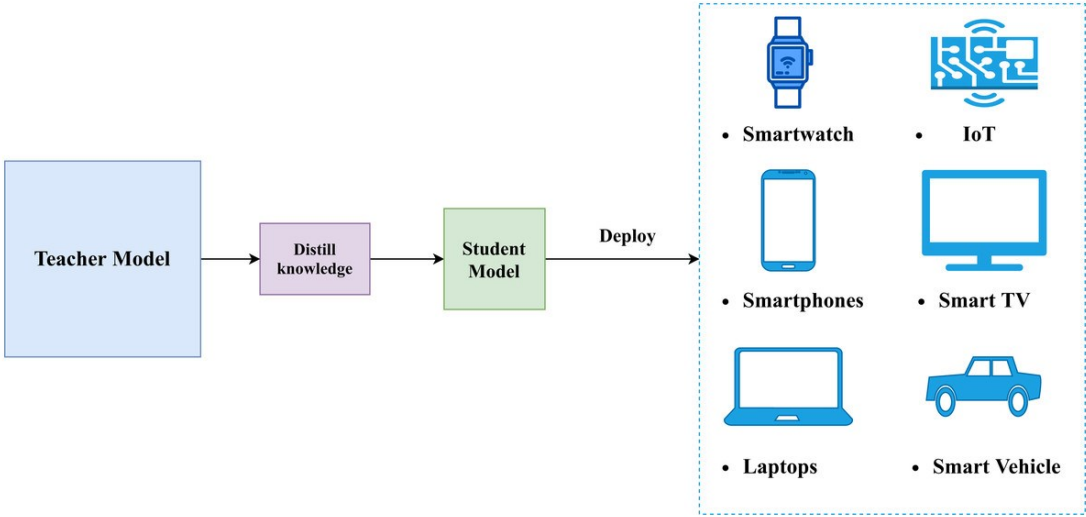 Teacher Model
Distill
knowledge
Student
Model
Deploy
• Smartwatch
• IoT
• Smartphones
• Smart TV
• Laptops
• Smart Vehicle